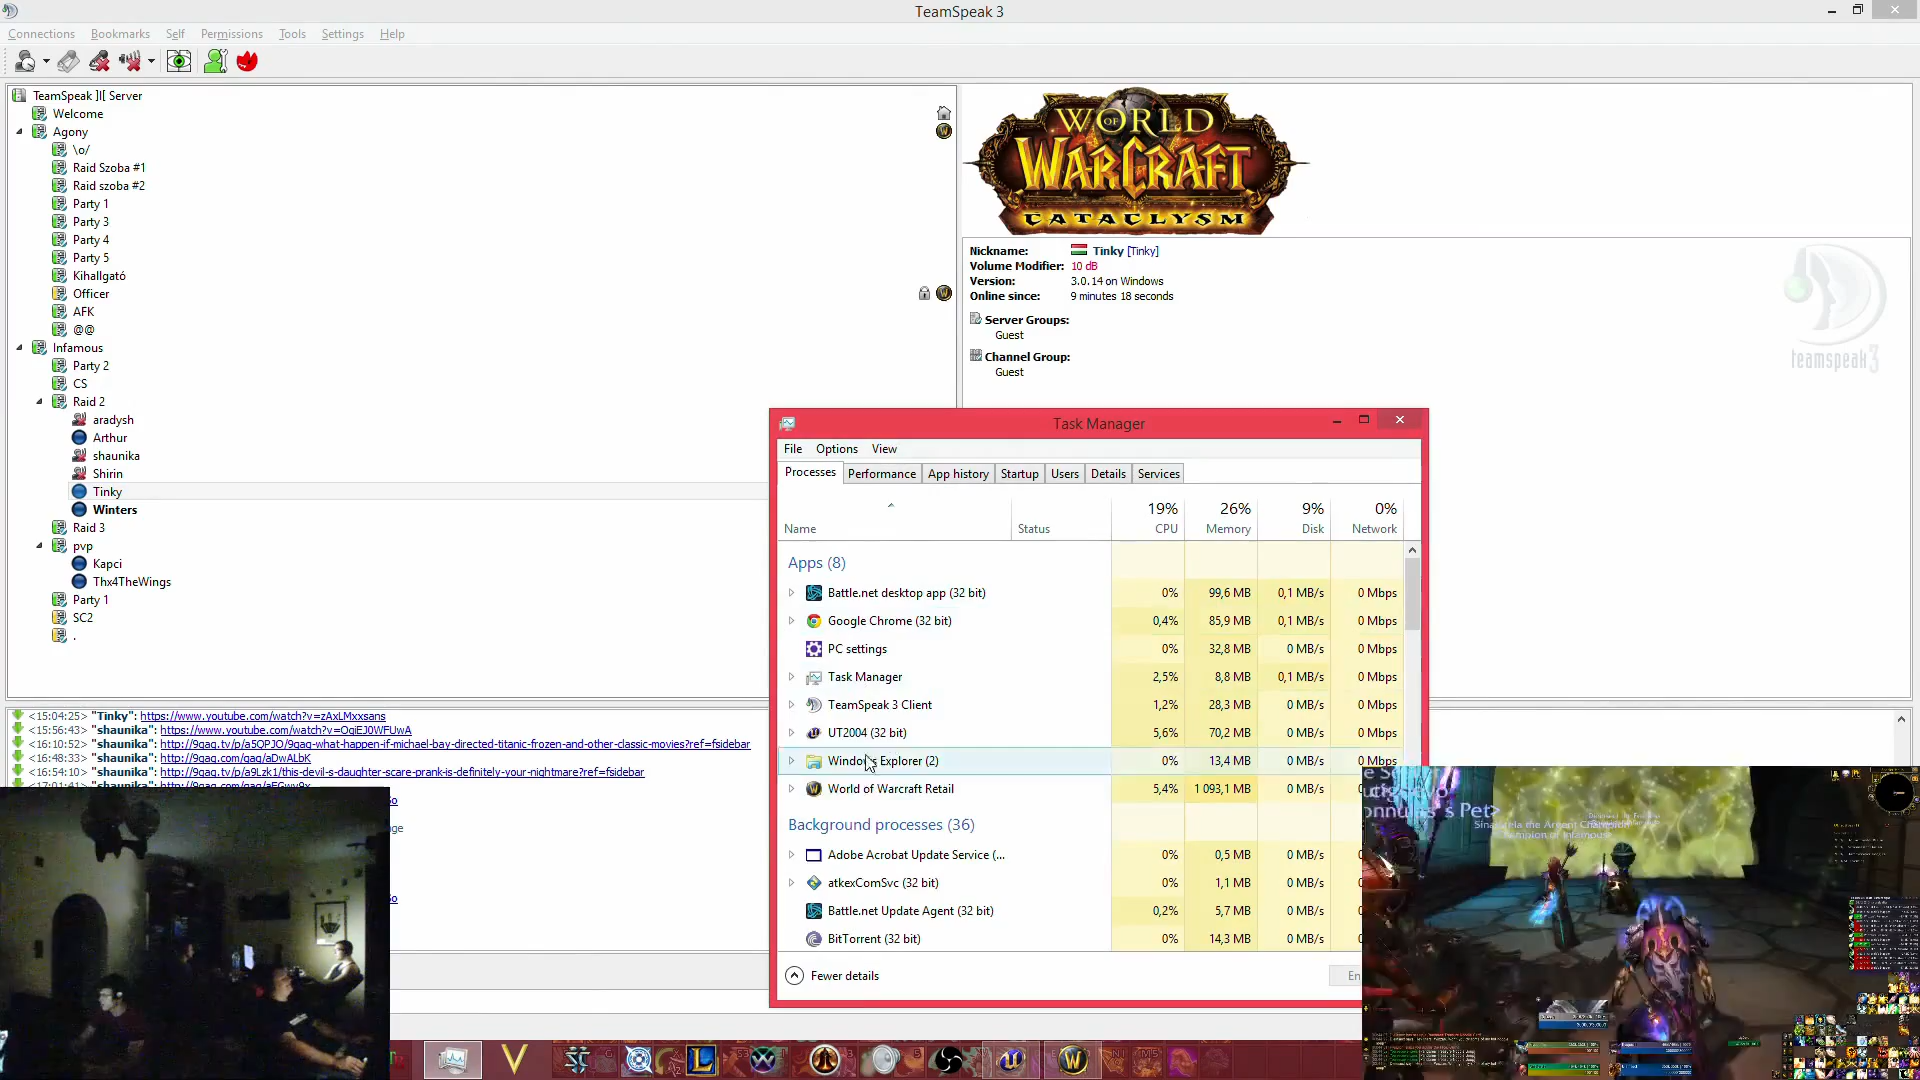 TeamSpeak 3
Connections Bookmarks Self Permissions Tools Settings Help
TeamSpeak ]I[ Server
Welcome
Agony
\o/
Raid Szoba #1
Raid szoba #2
Party 1
Party 3
Party 4
Party 5
Kihallgató
Officer
AFK
@@
Infamous
Party 2
CS
Raid 2
aradysh
Arthur
shaunika
Shirin
Tinky
Winters
Raid 3
pvp
Kapci
Thx4TheWings
Party 1
SC2
.
WORLD OF WARCRAFT
CATACLYSM
Nickname: Tinky [Tinky]
Volume Modifier: 10 dB
Version: 3.0.14 on Windows
Online since: 9 minutes 18 seconds
Server Groups:
Guest
Channel Group:
Guest
teamspeak3
<15:04:25> "Tinky": https://www.youtube.com/watch?v=zAxLMxxsans
<15:56:43> "shaunika": https://www.youtube.com/watch?v=OgiEJ0WFUwA
<16:10:52> "shaunika": http://9gag.tv/p/a5QPJO/9gag-what-happen-if-michael-bay-directed-titanic-frozen-and-other-classic-movies?ref=fsidebar
<16:48:33> "shaunika": http://9gag.com/gag/aDwALbK
<16:54:10> "shaunika": http://9gag.tv/p/a9Lzk1/this-devil-s-daughter-scare-prank-is-definitely-your-nightmare?ref=fsidebar
Task Manager
File Options View
Processes Performance App history Startup Users Details Services
19% 26% 9% 0%
Name Status CPU Memory Disk Network
Apps (8)
Battle.net desktop app (32 bit) 0% 99,6 MB 0,1 MB/s 0 Mbps
Google Chrome (32 bit) 0,4% 85,9 MB 0,1 MB/s 0 Mbps
PC settings 0% 32,8 MB 0 MB/s 0 Mbps
Task Manager 2,5% 8,8 MB 0,1 MB/s 0 Mbps
TeamSpeak 3 Client 1,2% 28,3 MB 0 MB/s 0 Mbps
UT2004 (32 bit) 5,6% 70,2 MB 0 MB/s 0 Mbps
Windows Explorer (2) 0% 13,4 MB 0 MB/s 0 Mbps
World of Warcraft Retail 5,4% 1 093,1 MB 0 MB/s 0 Mbps
Background processes (36)
Adobe Acrobat Update Service (... 0% 0,5 MB 0 MB/s
atkexComSvc (32 bit) 0% 1,1 MB 0 MB/s
Battle.net Update Agent (32 bit) 0,2% 5,7 MB 0 MB/s
BitTorrent (32 bit) 0% 14,3 MB 0 MB/s
Fewer details
En
's Pet>